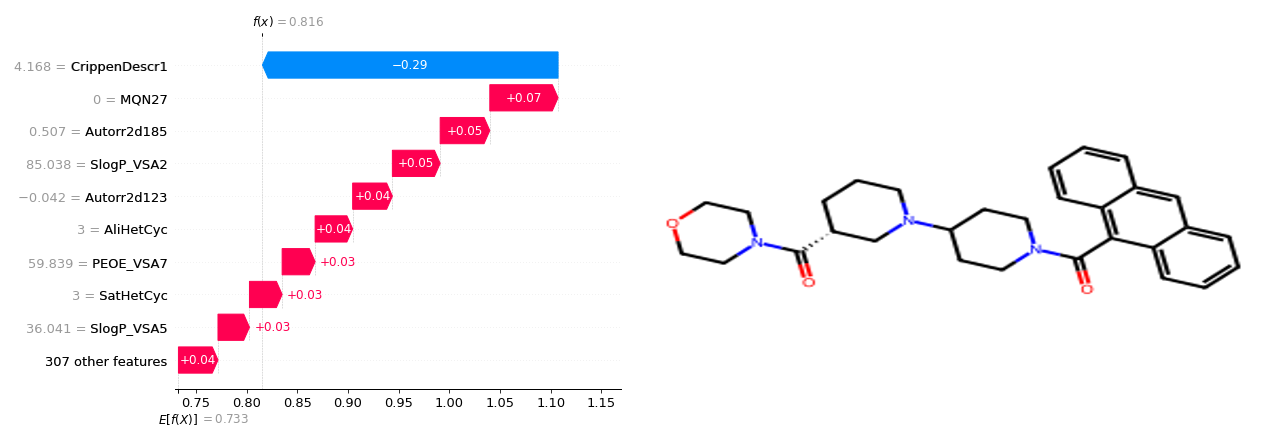 f(x) = 0.816
4.168 = CrippenDescr1
−0.29
0 = MQN27
+0.07
0.507 = Autorr2d185
+0.05
85.038 = SlogP_VSA2
+0.05
−0.042 = Autorr2d123
+0.04
3 = AliHetCyc
+0.04
59.839 = PEOE_VSA7
+0.03
3 = SatHetCyc
+0.03
36.041 = SlogP_VSA5
+0.03
307 other features
+0.04
0.75 0.80 0.85 0.90 0.95 1.00 1.05 1.10 1.15
E[f(X)] = 0.733
O N O N N O